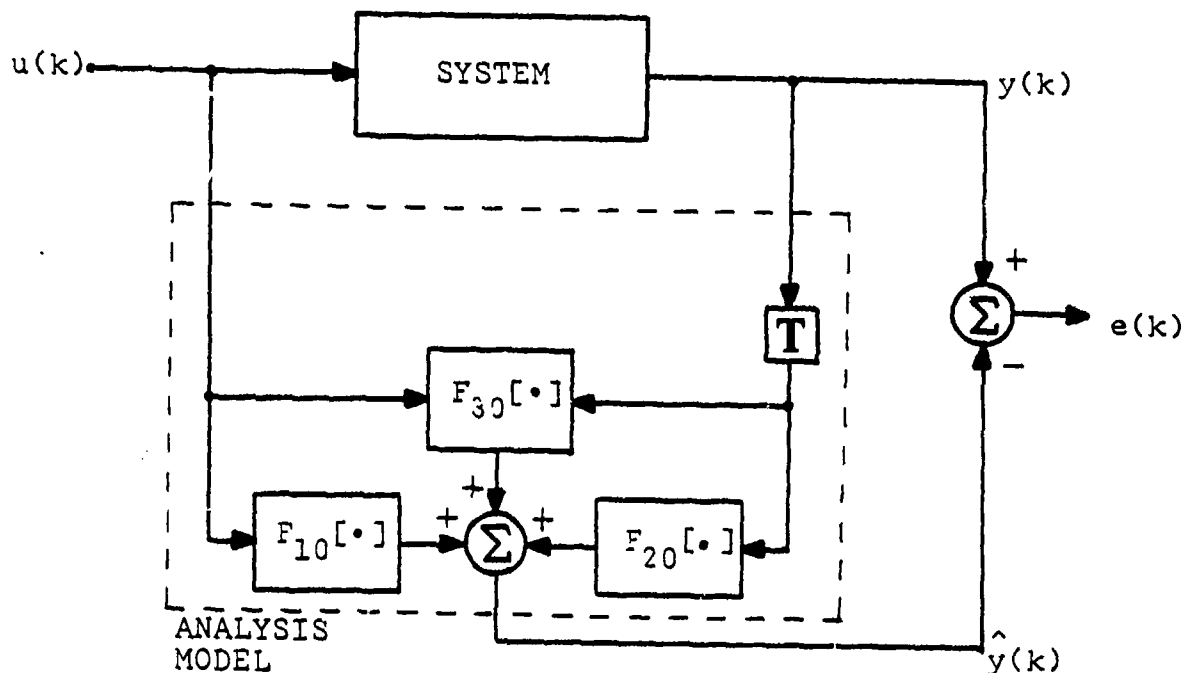 u(k)
SYSTEM
y(k)
+
Σ
e(k)
−
T
F₃₀[•]
+
F₁₀[•]
+
Σ
+
F₂₀[•]
ANALYSIS
MODEL
ŷ(k)